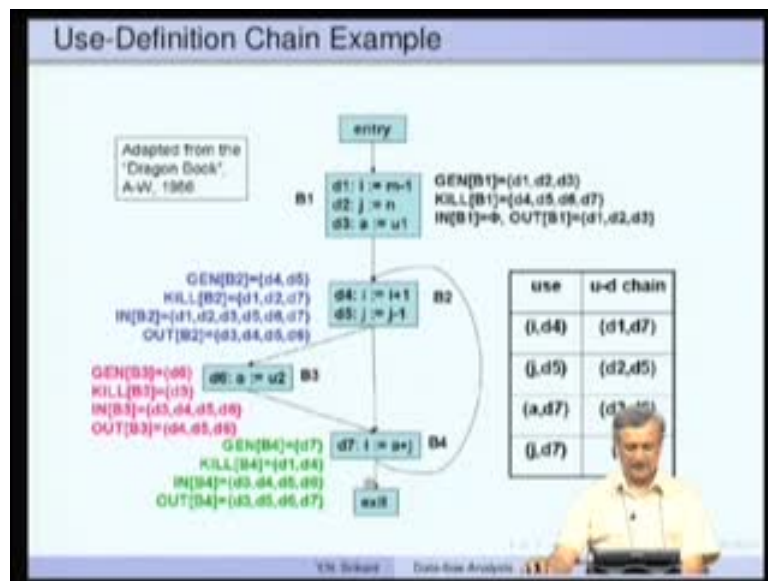 Use-Definition Chain Example
entry
Adapted from the
"Dragon Book",
A-W, 1986
B1
d1: i := m-1
d2: j := n
d3: a := u1
GEN[B1]={d1,d2,d3}
KILL[B1]={d4,d5,d6,d7}
IN[B1]=Φ, OUT[B1]={d1,d2,d3}
GEN[B2]={d4,d5}
KILL[B2]={d1,d2,d7}
IN[B2]={d1,d2,d3,d5,d6,d7}
OUT[B2]={d3,d4,d5,d6}
d4: i := i+1
d5: j := j-1
B2
GEN[B3]={d6}
KILL[B3]={d3}
IN[B3]={d3,d4,d5,d6}
OUT[B3]={d4,d5,d6}
d6: a := u2
B3
GEN[B4]={d7}
KILL[B4]={d1,d4}
IN[B4]={d3,d4,d5,d6}
OUT[B4]={d3,d5,d6,d7}
d7: i := a+j
B4
exit
use u-d chain
(i,d4) (d1,d7)
(j,d5) (d2,d5)
(a,d7)
(j,d7)
Y.N. Srikant Data-flow Analysis